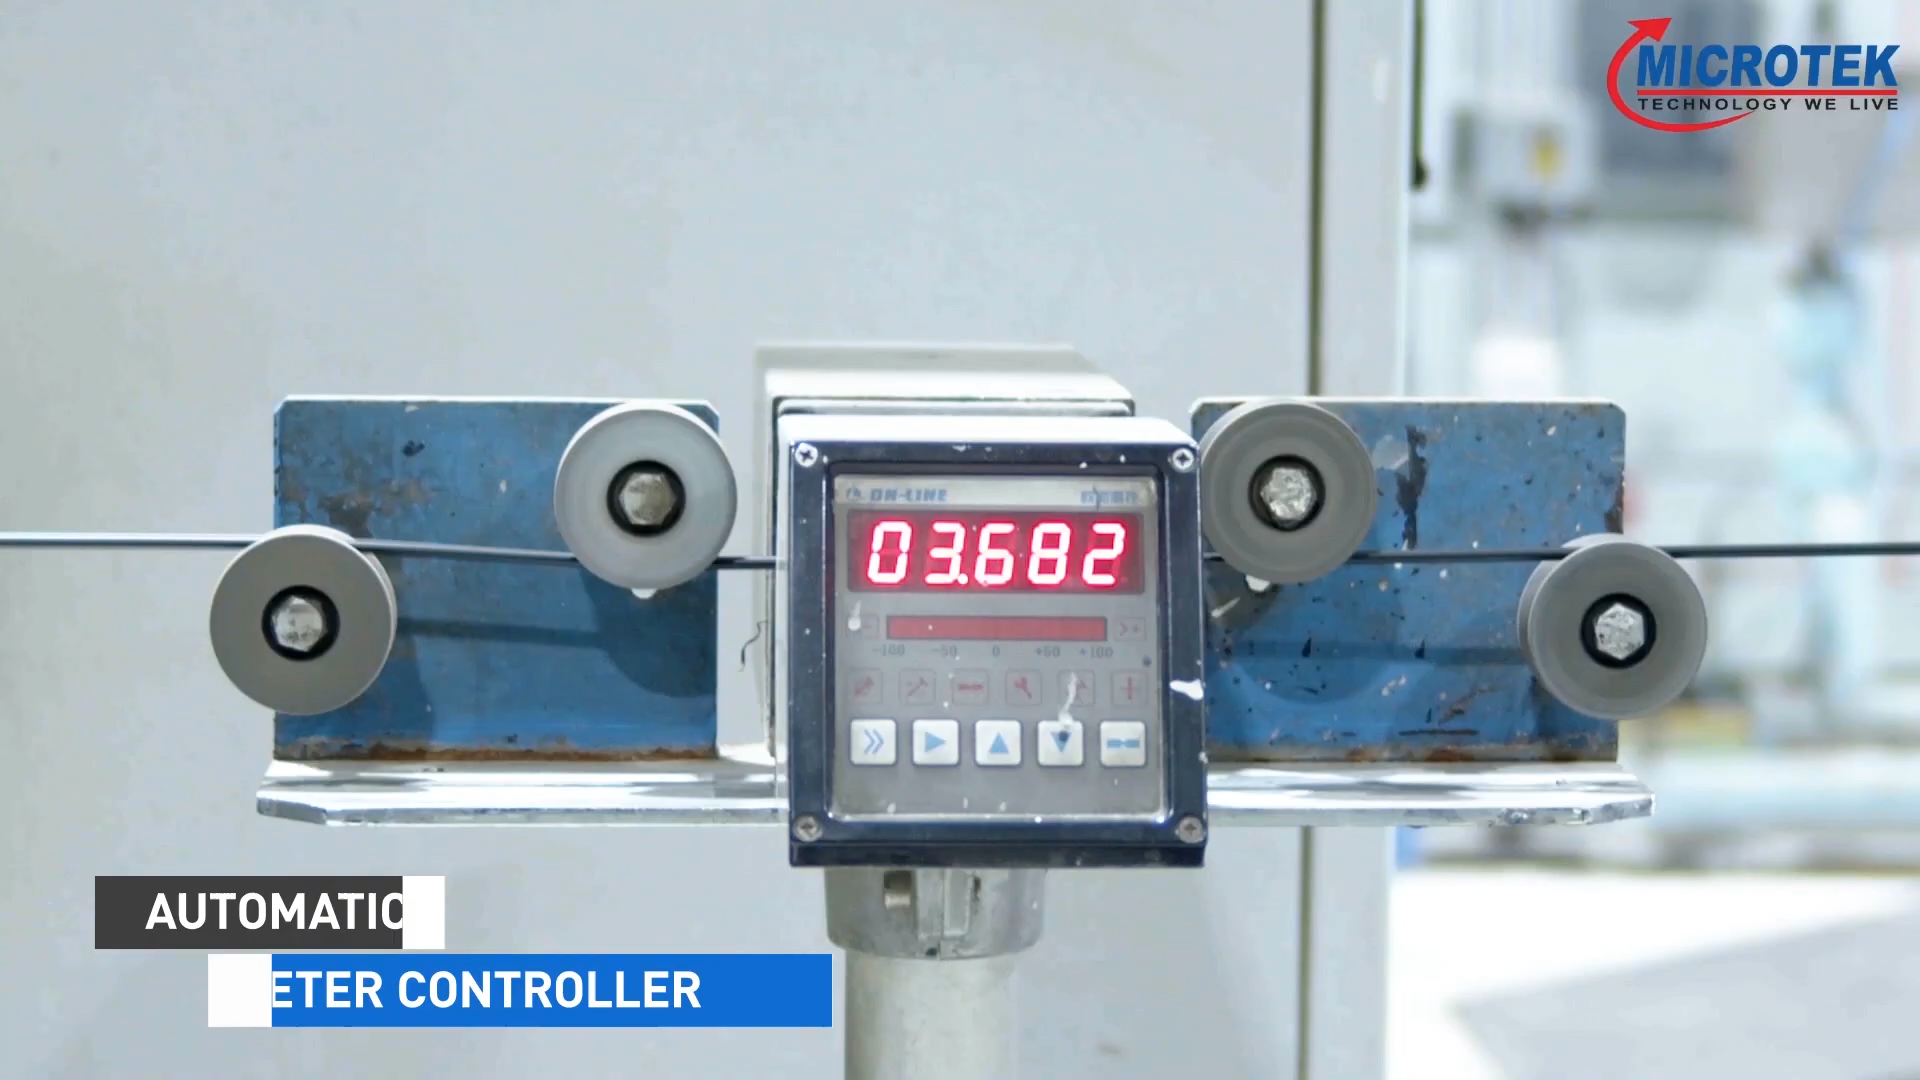 MICROTEK
TECHNOLOGY WE LIVE
ON-LINE
03.682
-100 -50 0 +50 +100
AUTOMATIC
ETER CONTROLLER